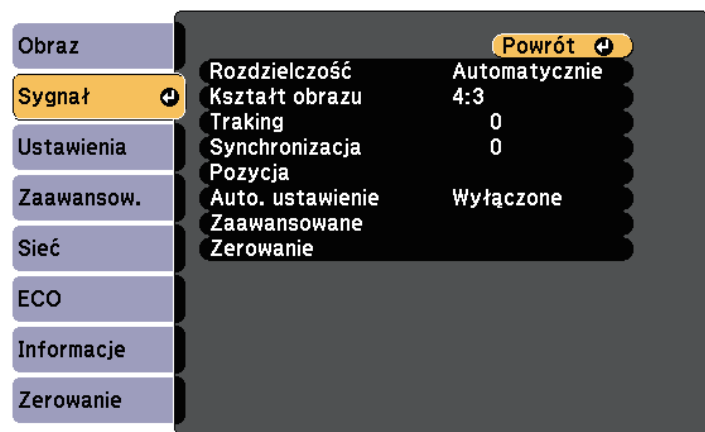 Obraz
Sygnał
Ustawienia
Zaawansow.
Sieć
ECO
Informacje
Zerowanie
Powrót
Rozdzielczość Automatycznie
Kształt obrazu 4:3
Traking 0
Synchronizacja 0
Pozycja
Auto. ustawienie Wyłączone
Zaawansowane
Zerowanie